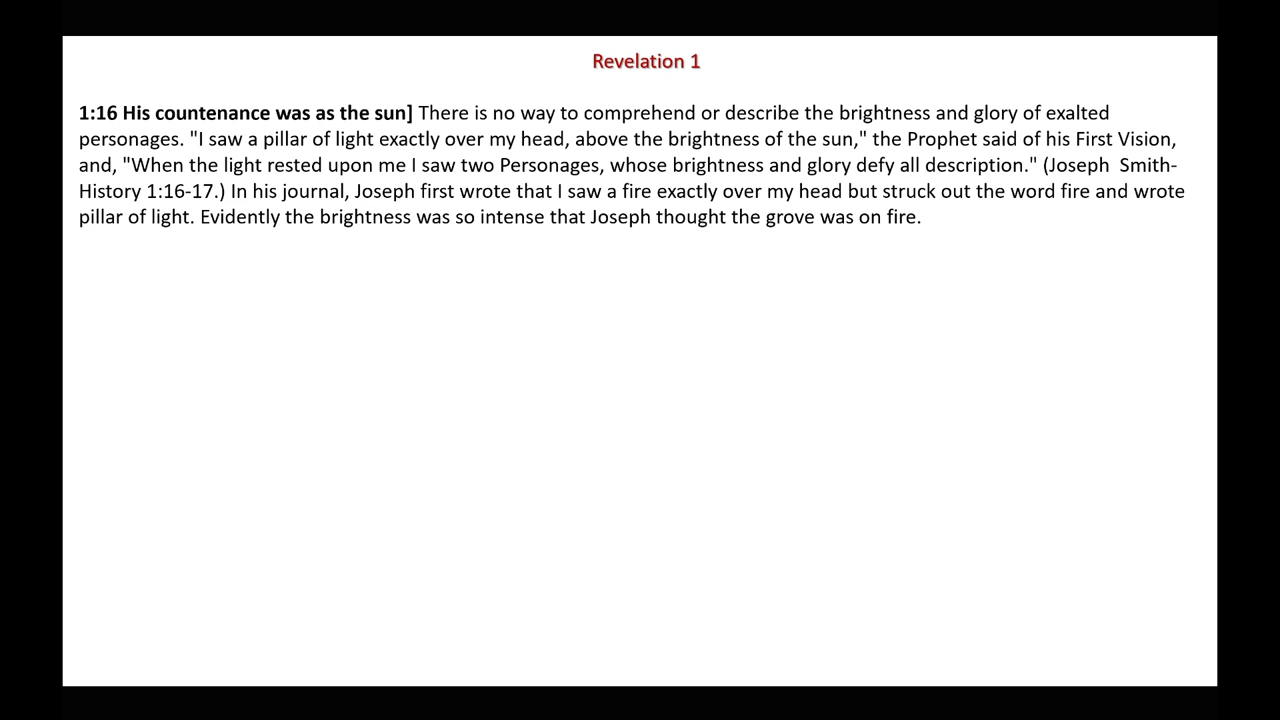 Revelation 1
1:16 His countenance was as the sun] There is no way to comprehend or describe the brightness and glory of exalted
personages. "I saw a pillar of light exactly over my head, above the brightness of the sun," the Prophet said of his First Vision,
and, "When the light rested upon me I saw two Personages, whose brightness and glory defy all description." (Joseph  Smith-
History 1:16-17.) In his journal, Joseph first wrote that I saw a fire exactly over my head but struck out the word fire and wrote
pillar of light. Evidently the brightness was so intense that Joseph thought the grove was on fire.